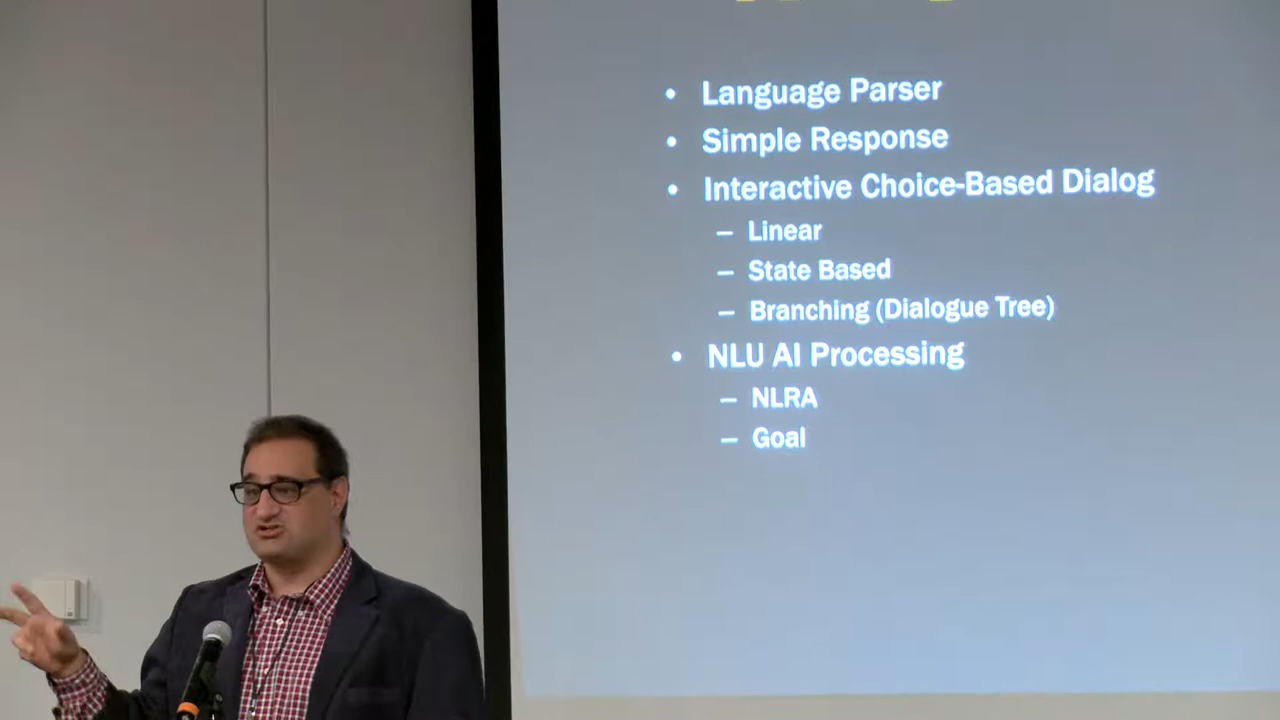 • Language Parser
• Simple Response
• Interactive Choice-Based Dialog
– Linear
– State Based
– Branching (Dialogue Tree)
• NLU AI Processing
– NLRA
– Goal